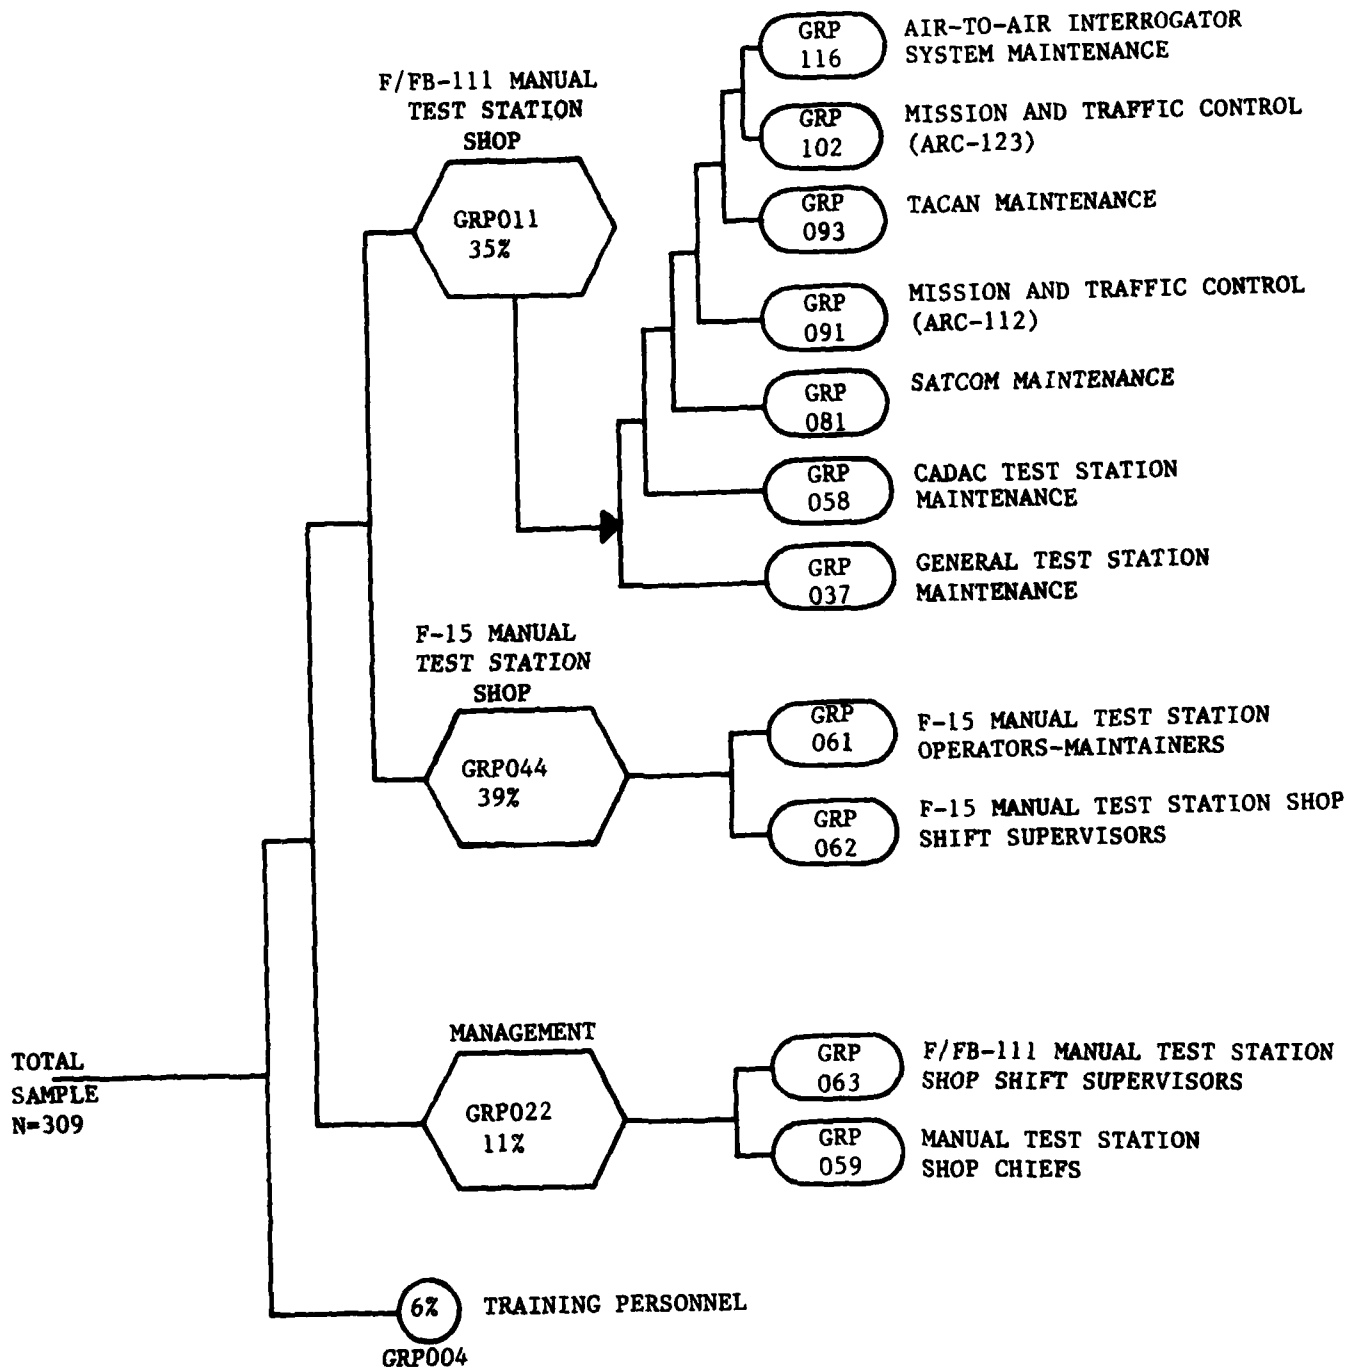 F/FB-111 MANUAL
TEST STATION
SHOP
GRP011
35%
GRP
116
AIR-TO-AIR INTERROGATOR
SYSTEM MAINTENANCE
GRP
102
MISSION AND TRAFFIC CONTROL
(ARC-123)
GRP
093
TACAN MAINTENANCE
GRP
091
MISSION AND TRAFFIC CONTROL
(ARC-112)
GRP
081
SATCOM MAINTENANCE
GRP
058
CADAC TEST STATION
MAINTENANCE
GRP
037
GENERAL TEST STATION
MAINTENANCE
F-15 MANUAL
TEST STATION
SHOP
GRP044
39%
GRP
061
F-15 MANUAL TEST STATION
OPERATORS-MAINTAINERS
GRP
062
F-15 MANUAL TEST STATION SHOP
SHIFT SUPERVISORS
MANAGEMENT
GRP022
11%
GRP
063
F/FB-111 MANUAL TEST STATION
SHOP SHIFT SUPERVISORS
GRP
059
MANUAL TEST STATION
SHOP CHIEFS
TOTAL
SAMPLE
N=309
6%
TRAINING PERSONNEL
GRP004